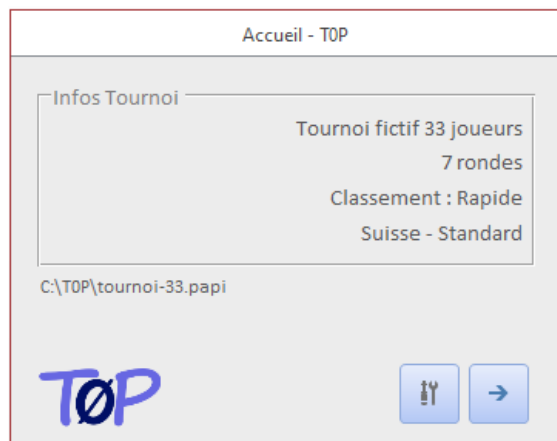 Accueil - T0P
Infos Tournoi
Tournoi fictif 33 joueurs
7 rondes
Classement : Rapide
Suisse - Standard
C:\T0P\tournoi-33.papi
TØP